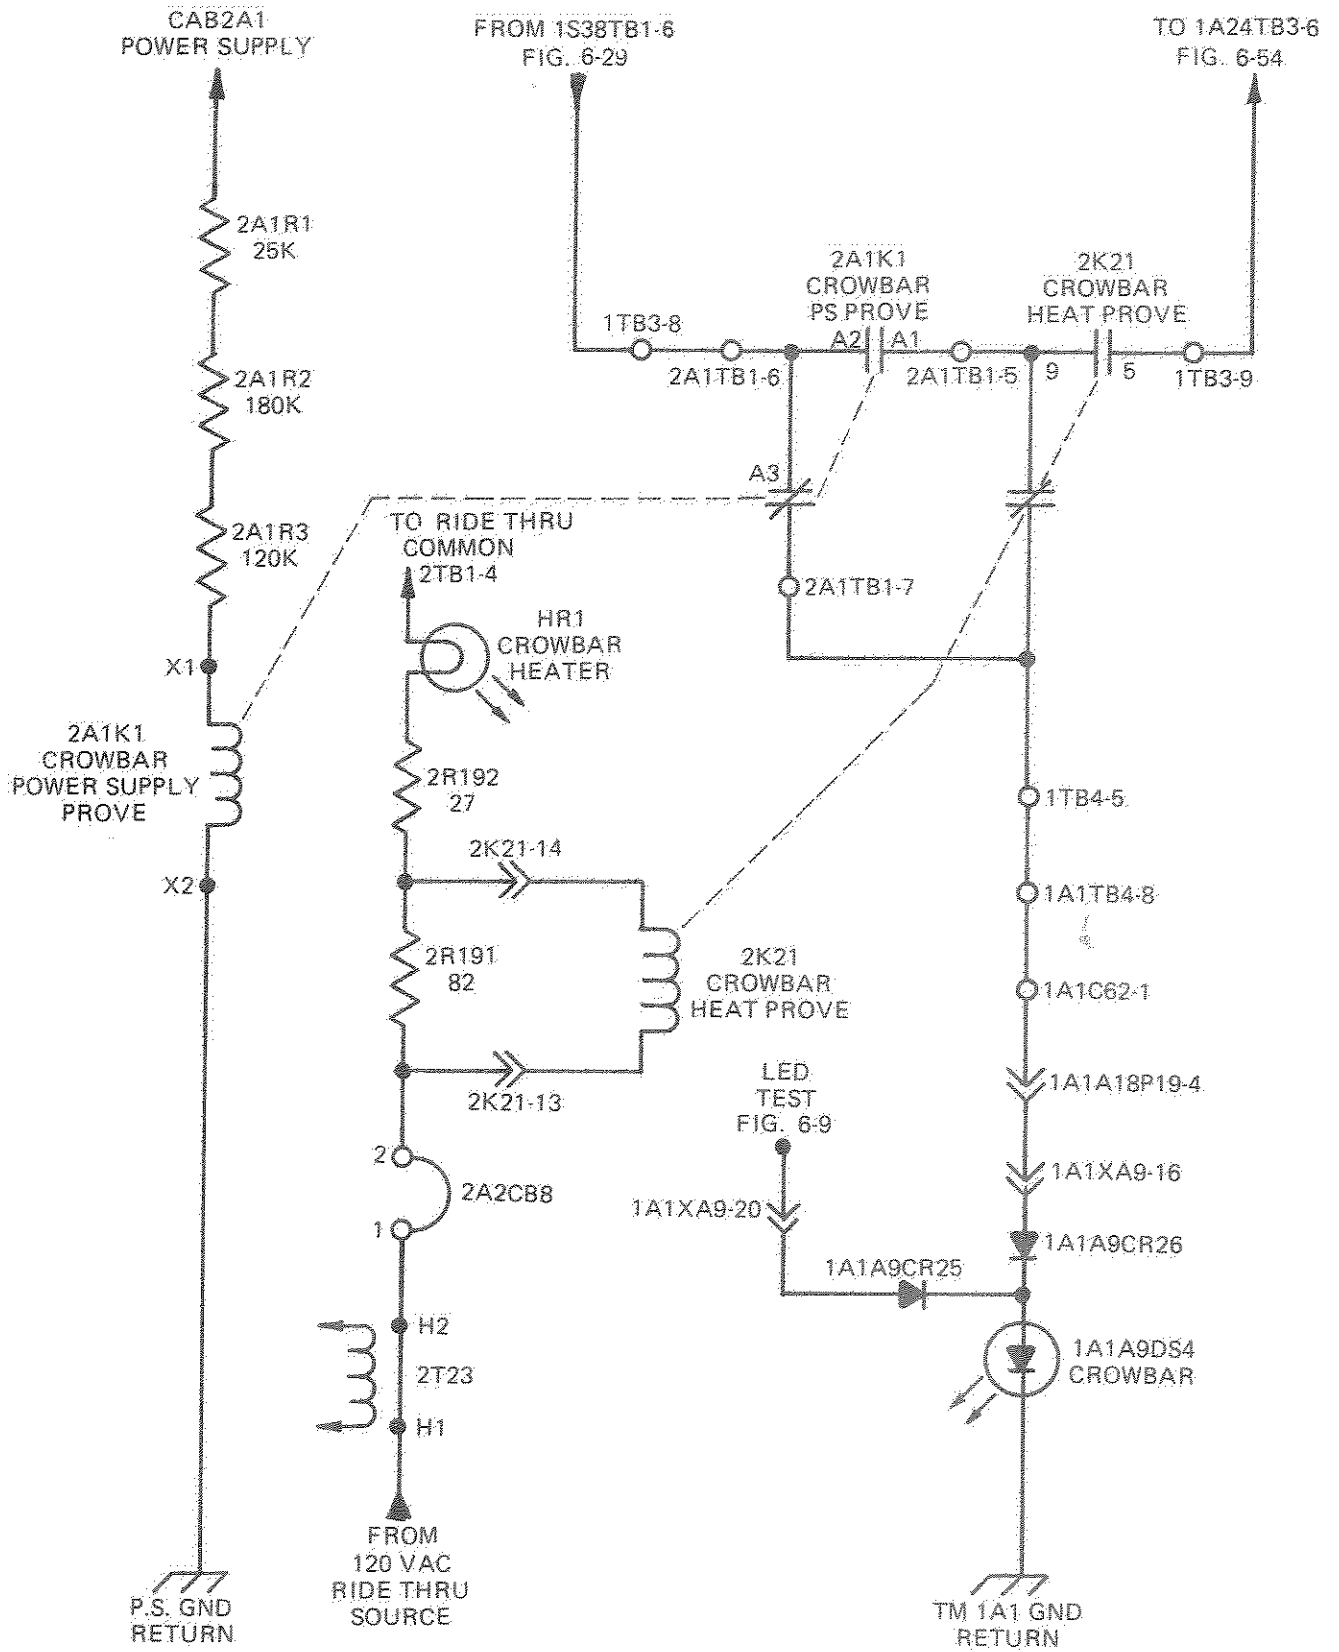 CAB2A1
POWER SUPPLY
FROM 1S38TB1-6
FIG. 6-29
TO 1A24TB3-6
FIG. 6-54
2A1R1
25K
2A1K1
CROWBAR
PS PROVE
2K21
CROWBAR
HEAT PROVE
1TB3-8
A2
A1
2A1TB1-6
2A1TB1-5
9
5
1TB3-9
2A1R2
180K
A3
2A1R3
120K
TO RIDE THRU
COMMON
2TB1-4
2A1TB1-7
HR1
CROWBAR
HEATER
X1
2A1K1
CROWBAR
POWER SUPPLY
PROVE
2R192
27
1TB4-5
2K21-14
X2
1A1TB4-8
2R191
82
2K21
CROWBAR
HEAT PROVE
1A1C62-1
LED
TEST
FIG. 6-9
1A1A18P19-4
2K21-13
2
2A2CB8
1
1A1XA9-20
1A1XA9-16
1A1A9CR26
1A1A9CR25
H2
2T23
H1
1A1A9DS4
CROWBAR
FROM
120 VAC
RIDE THRU
SOURCE
P.S. GND
RETURN
TM 1A1 GND
RETURN